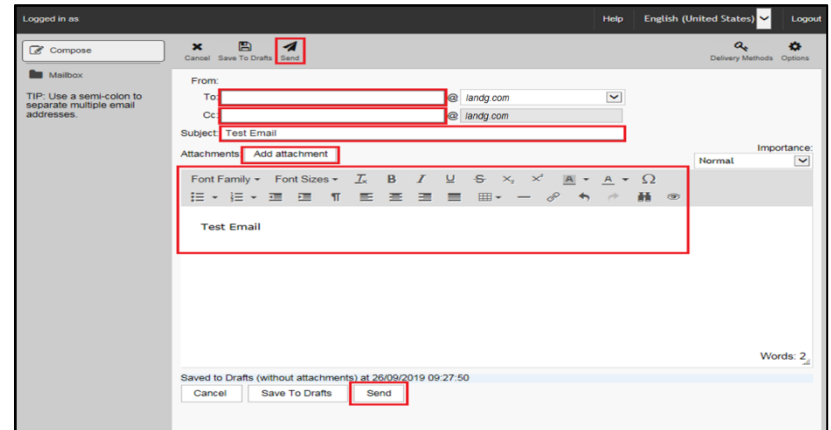 Logged in as
Help English (United States) Logout
Compose
Cancel Save To Drafts Send
Delivery Methods Options
Mailbox
TIP: Use a semi-colon to
separate multiple email
addresses.
From:
To: @ landg.com
Cc: @ landg.com
Subject: Test Email
Attachments Add attachment
Importance:
Normal
Font Family Font Sizes
Test Email
Words: 2
Saved to Drafts (without attachments) at 26/09/2019 09:27:50
Cancel Save To Drafts Send